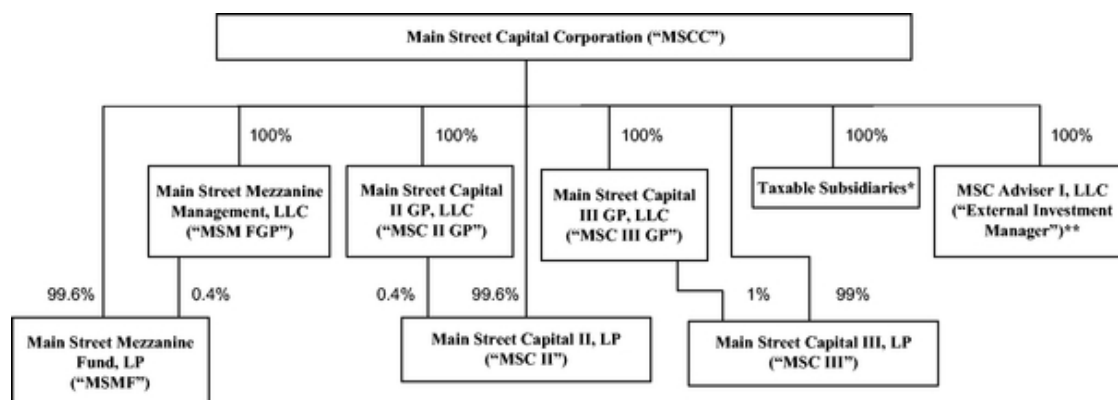 Main Street Capital Corporation (“MSCC”)
100%
100%
100%
100%
100%
Main Street Mezzanine
Management, LLC
(“MSM FGP”)
Main Street Capital
II GP, LLC
(“MSC II GP”)
Main Street Capital
III GP, LLC
(“MSC III GP”)
Taxable Subsidiaries*
MSC Adviser I, LLC
(“External Investment
Manager”)**
99.6%
0.4%
0.4%
99.6%
1%
99%
Main Street Mezzanine
Fund, LP
(“MSMF”)
Main Street Capital II, LP
(“MSC II”)
Main Street Capital III, LP
(“MSC III”)